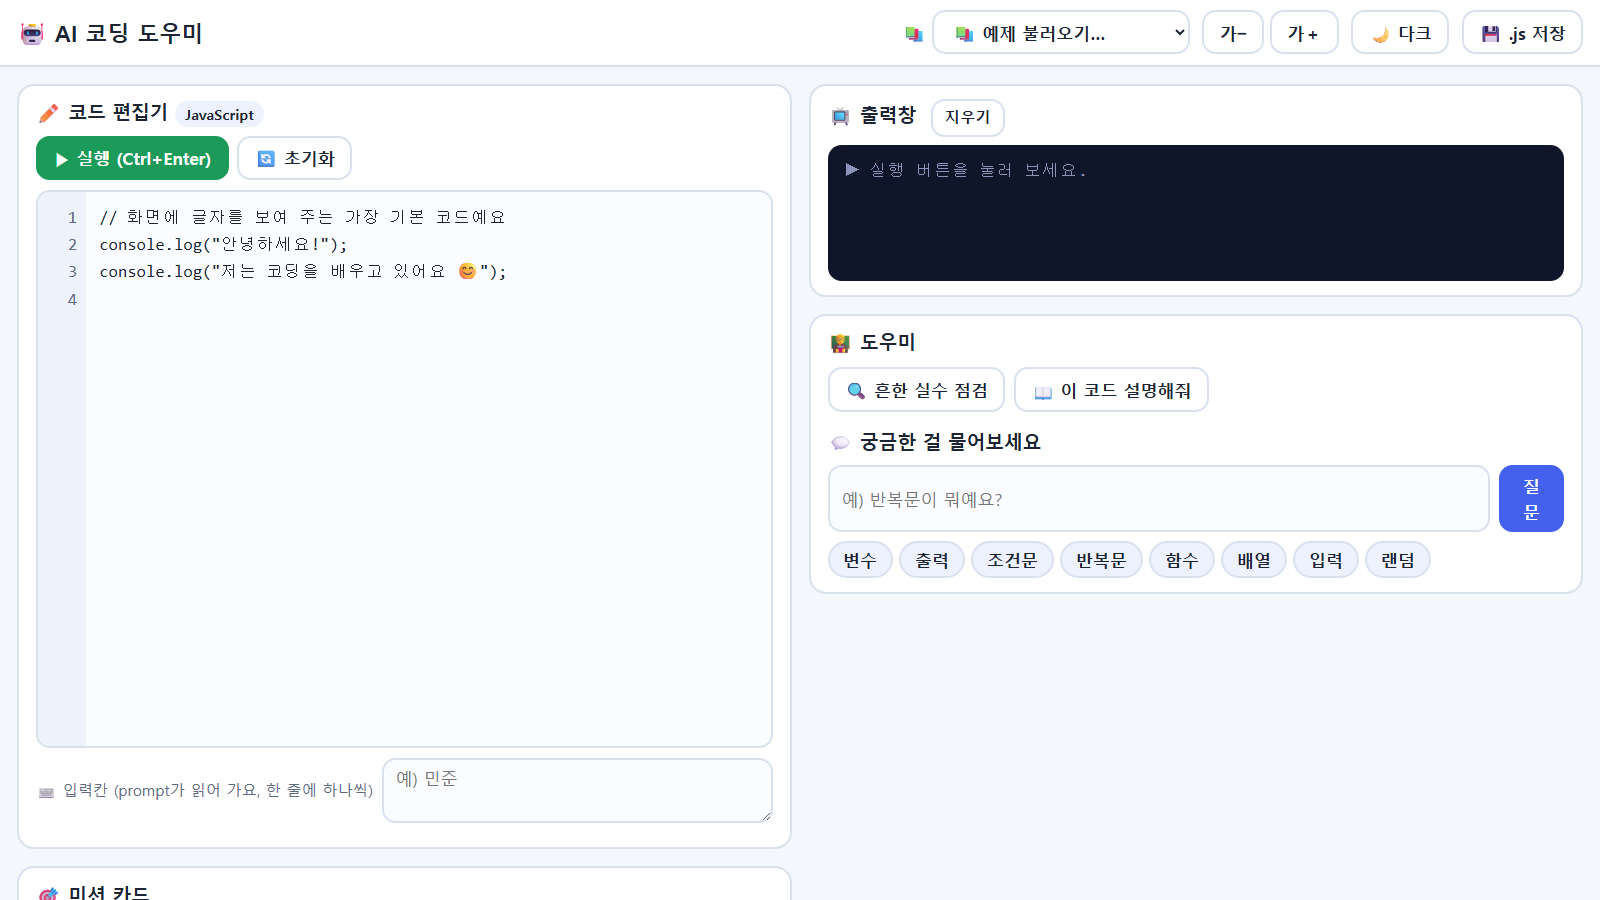 AI 코딩 도우미
예제 불러오기...
가−
가+
다크
.js 저장
코드 편집기 JavaScript
▶ 실행 (Ctrl+Enter)
초기화
1 // 화면에 글자를 보여 주는 가장 기본 코드예요
2 console.log("안녕하세요!");
3 console.log("저는 코딩을 배우고 있어요 😊");
4
입력칸 (prompt가 읽어 가요, 한 줄에 하나씩)
예) 민준
미션 카드
출력창
지우기
▶ 실행 버튼을 눌러 보세요.
도우미
흔한 실수 점검
이 코드 설명해줘
궁금한 걸 물어보세요
예) 반복문이 뭐예요?
질
문
변수
출력
조건문
반복문
함수
배열
입력
랜덤